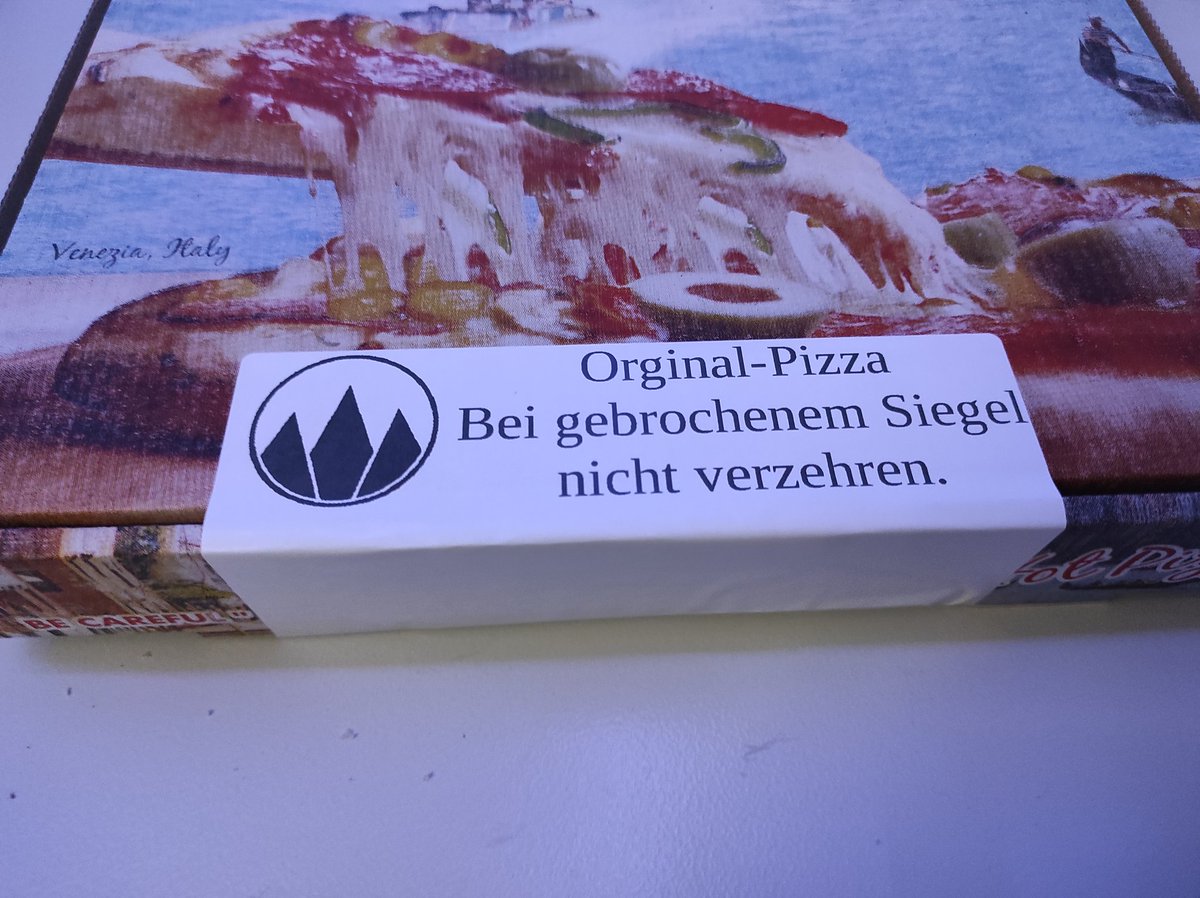 Venezia, Italy
Orginal-Pizza
Bei gebrochenem Siegel
nicht verzehren.
BE CAREFUL